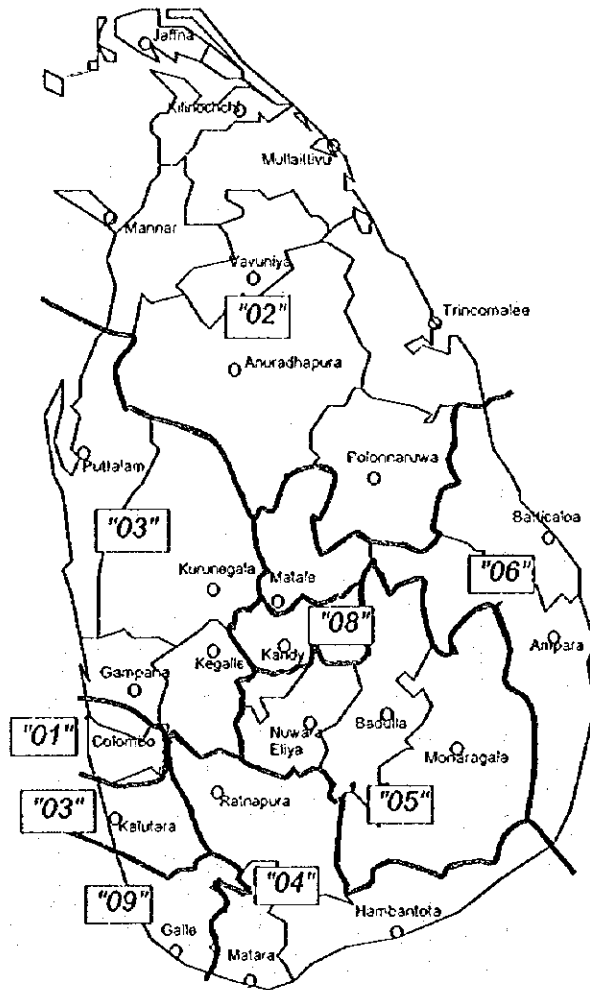 Jaffna
Kilinochchi
Mullaittivu
Mannar
Vavuniya
"02"
Trincomalee
Anuradhapura
Polonnaruwa
Puttalam
"03"
Batticaloa
"06"
Kurunegala
Matale
"08"
Ampara
Kegalle
Kandy
Gampaha
"01"
Colombo
Nuwara
Eliya
Badulla
Monaragala
"03"
Ratnapura
"05"
Kalutara
"04"
"09"
Hambantota
Galle
Matara